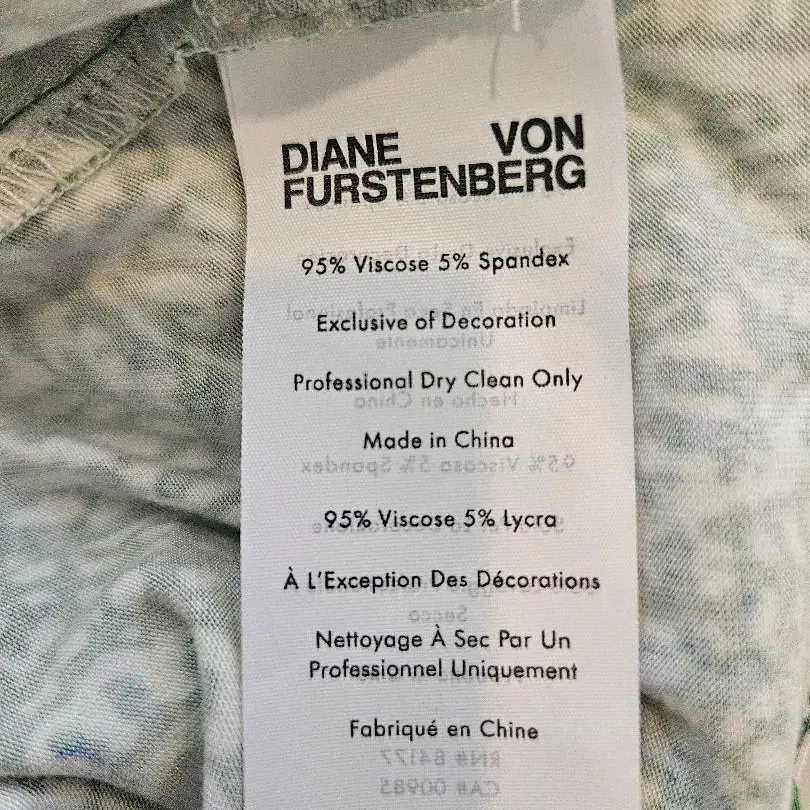 DIANE VON
FURSTENBERG
95% Viscose 5% Spandex
Exclusive of Decoration
Professional Dry Clean Only
Made in China
95% Viscose 5% Lycra
À L'Exception Des Décorations
Nettoyage À Sec Par Un
Professionnel Uniquement
Fabriqué en Chine